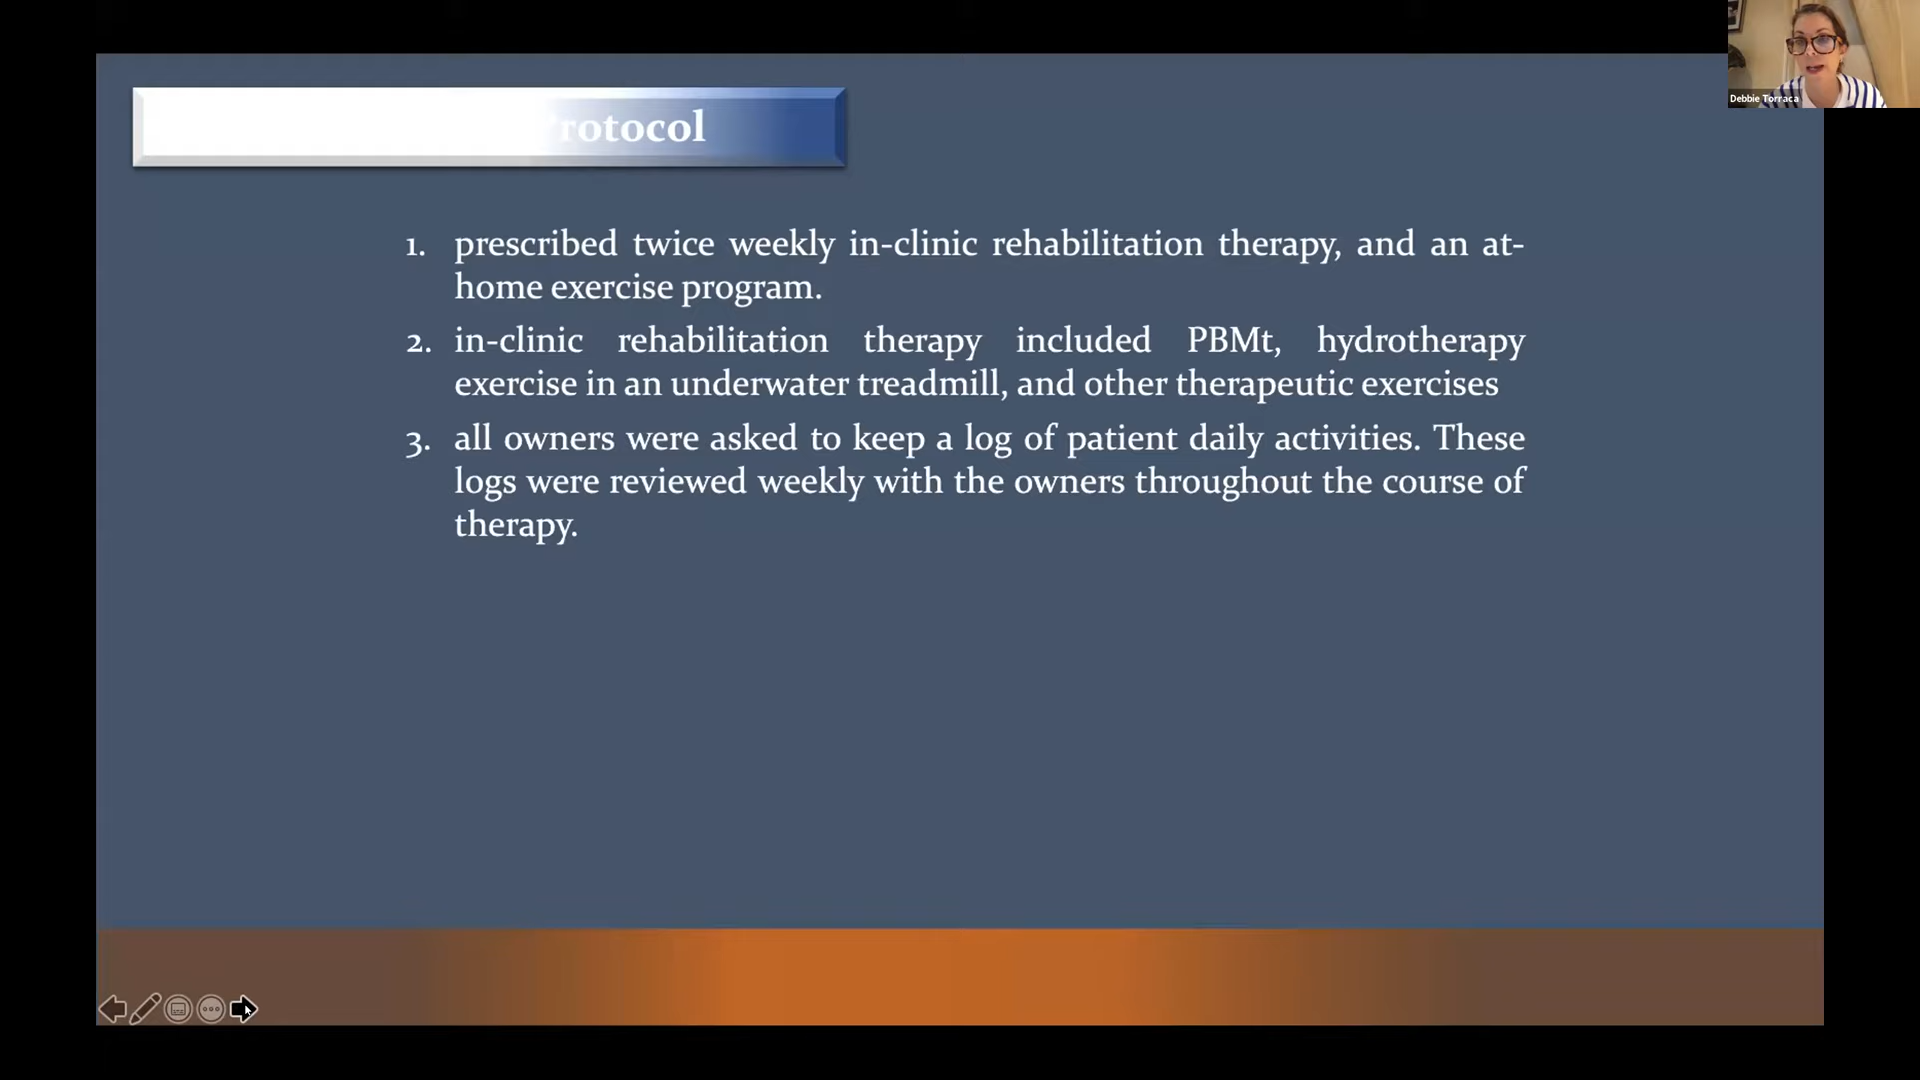 rotocol
1. prescribed twice weekly in-clinic rehabilitation therapy, and an at-
home exercise program.
2. in-clinic rehabilitation therapy included PBMt, hydrotherapy
exercise in an underwater treadmill, and other therapeutic exercises
3. all owners were asked to keep a log of patient daily activities. These
logs were reviewed weekly with the owners throughout the course of
therapy.
Debbie Torraca